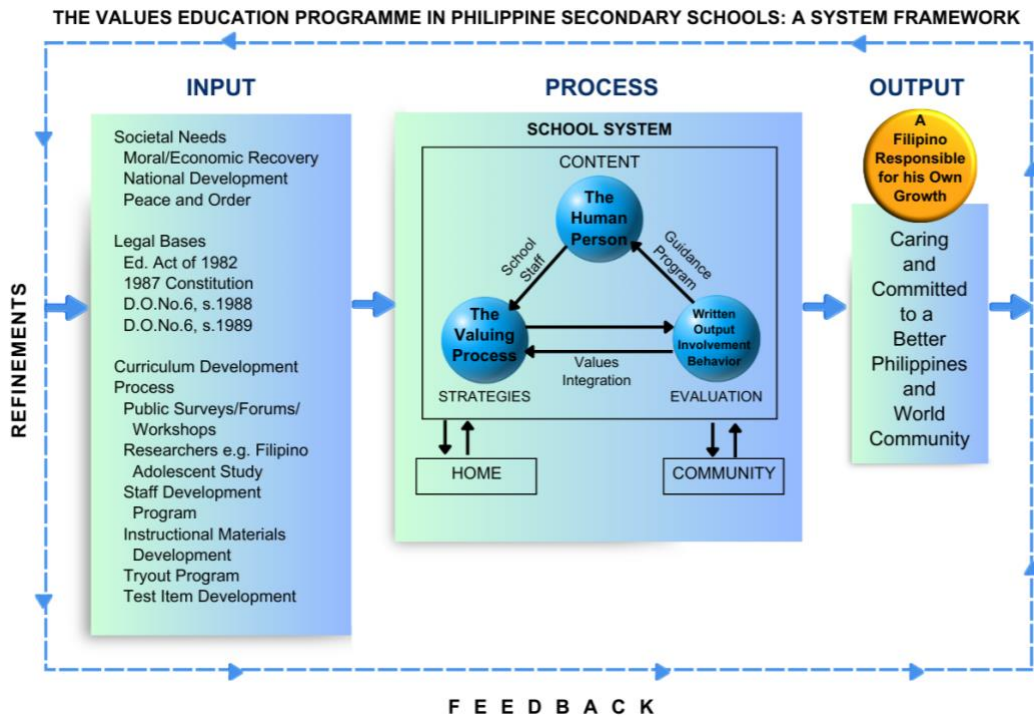 THE VALUES EDUCATION PROGRAMME IN PHILIPPINE SECONDARY SCHOOLS: A SYSTEM FRAMEWORK
REFINEMENTS
INPUT
Societal Needs
Moral/Economic Recovery
National Development
Peace and Order
Legal Bases
Ed. Act of 1982
1987 Constitution
D.O.No.6, s.1988
D.O.No.6, s.1989
Curriculum Development
Process
Public Surveys/Forums/
Workshops
Researchers e.g. Filipino
Adolescent Study
Staff Development
Program
Instructional Materials
Development
Tryout Program
Test Item Development
PROCESS
SCHOOL SYSTEM
CONTENT
The
Human
Person
School
Staff
Guidance
Program
The
Valuing
Process
Written
Output
Involvement
Behavior
Values
Integration
STRATEGIES
EVALUATION
HOME
COMMUNITY
OUTPUT
A
Filipino
Responsible
for his Own
Growth
Caring
and
Committed
to a
Better
Philippines
and
World
Community
FEEDBACK